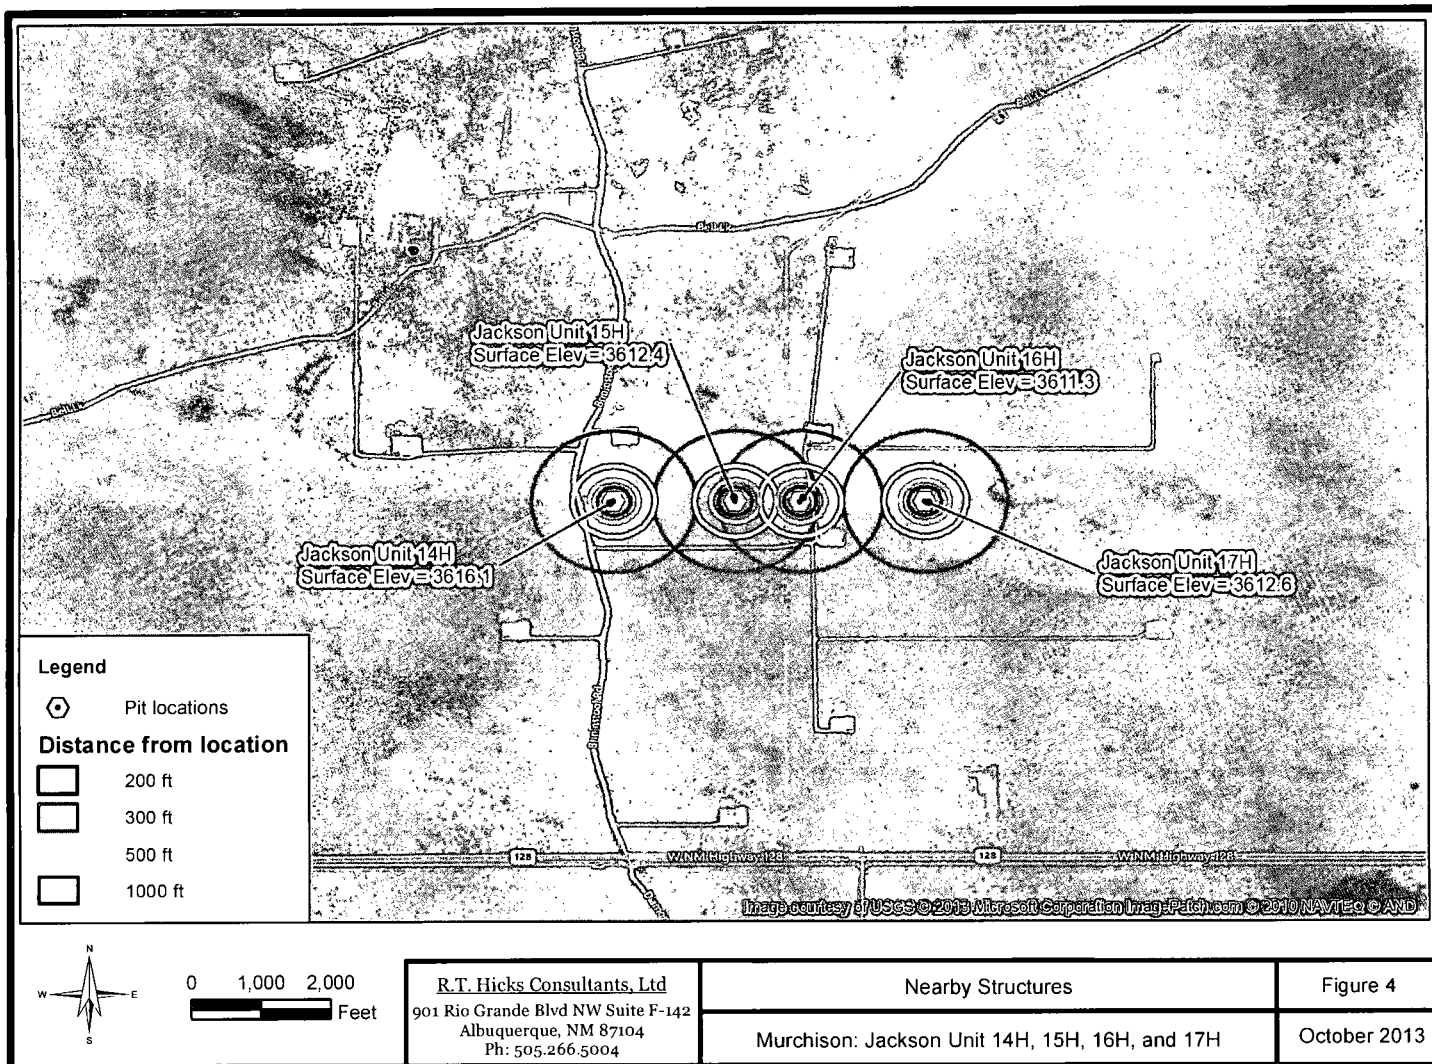 Jackson Unit 15H
Surface Elev = 3612.4
Jackson Unit 16H
Surface Elev = 3611.3
Jackson Unit 14H
Surface Elev = 3616.1
Jackson Unit 17H
Surface Elev = 3612.6
Legend
Pit locations
Distance from location
200 ft
300 ft
500 ft
1000 ft
128
W NM Highway 128
128
W NM Highway 128
Image courtesy of USGS © 2013 Microsoft Corporation Image Patch.com © 2010 NAVTEQ © AND
N
W
E
S
0 1,000 2,000
Feet
R.T. Hicks Consultants, Ltd
901 Rio Grande Blvd NW Suite F-142
Albuquerque, NM 87104
Ph: 505.266.5004
Nearby Structures
Murchison: Jackson Unit 14H, 15H, 16H, and 17H
Figure 4
October 2013